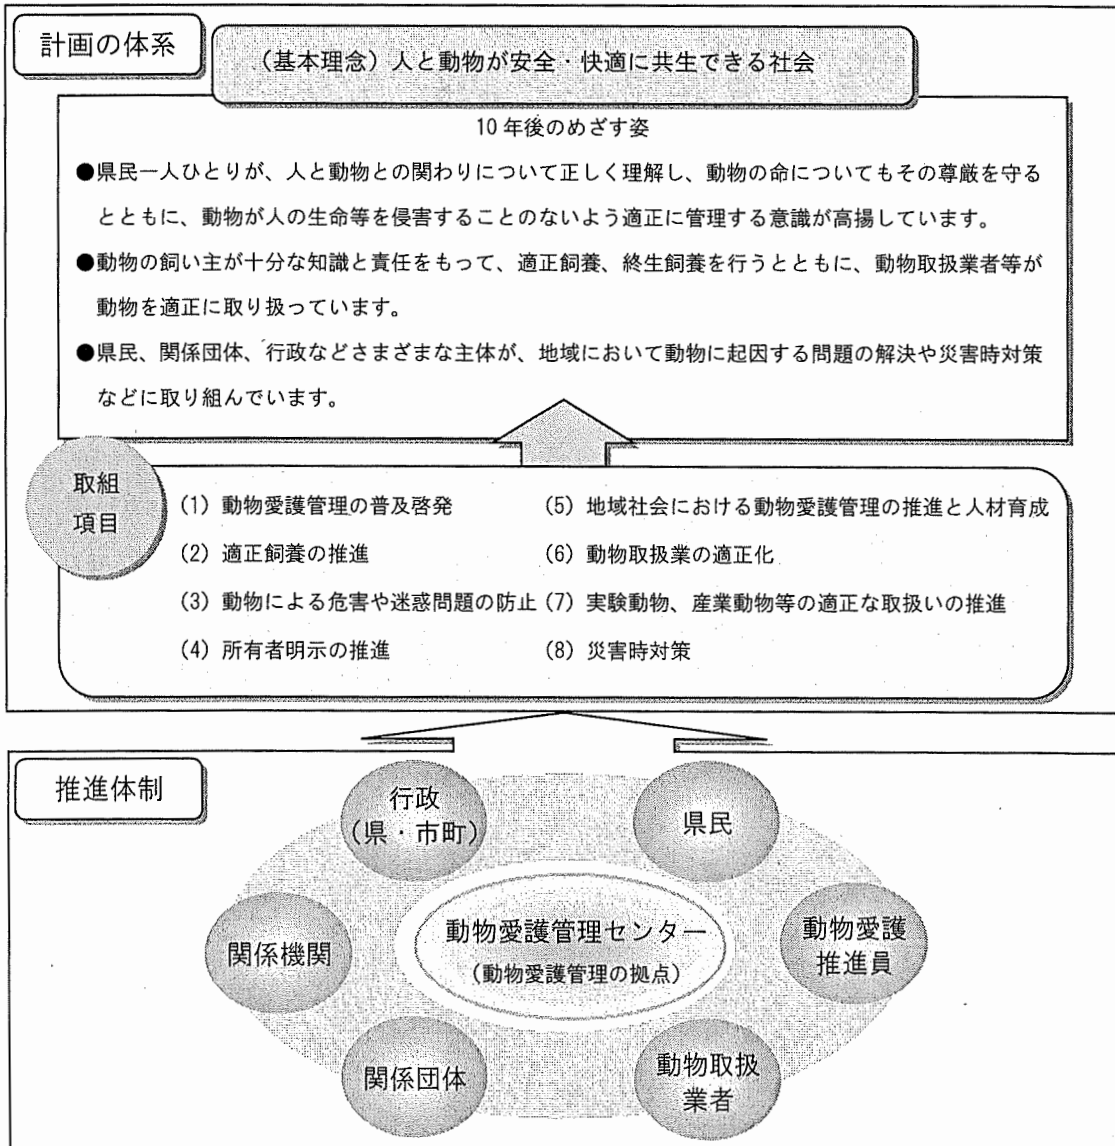 計画の体系
（基本理念）人と動物が安全・快適に共生できる社会
10年後のめざす姿
●県民一人ひとりが、人と動物との関わりについて正しく理解し、動物の命についてもその尊厳を守る
とともに、動物が人の生命等を侵害することのないよう適正に管理する意識が高揚しています。
●動物の飼い主が十分な知識と責任をもって、適正飼養、終生飼養を行うとともに、動物取扱業者等が
動物を適正に取り扱っています。
●県民、関係団体、行政などさまざまな主体が、地域において動物に起因する問題の解決や災害時対策
などに取り組んでいます。
取組
項目
(1) 動物愛護管理の普及啓発
(2) 適正飼養の推進
(3) 動物による危害や迷惑問題の防止
(4) 所有者明示の推進
(5) 地域社会における動物愛護管理の推進と人材育成
(6) 動物取扱業の適正化
(7) 実験動物、産業動物等の適正な取扱いの推進
(8) 災害時対策
推進体制
行政
（県・市町）
県民
関係機関
動物愛護管理センター
（動物愛護管理の拠点）
動物愛護
推進員
関係団体
動物取扱
業者